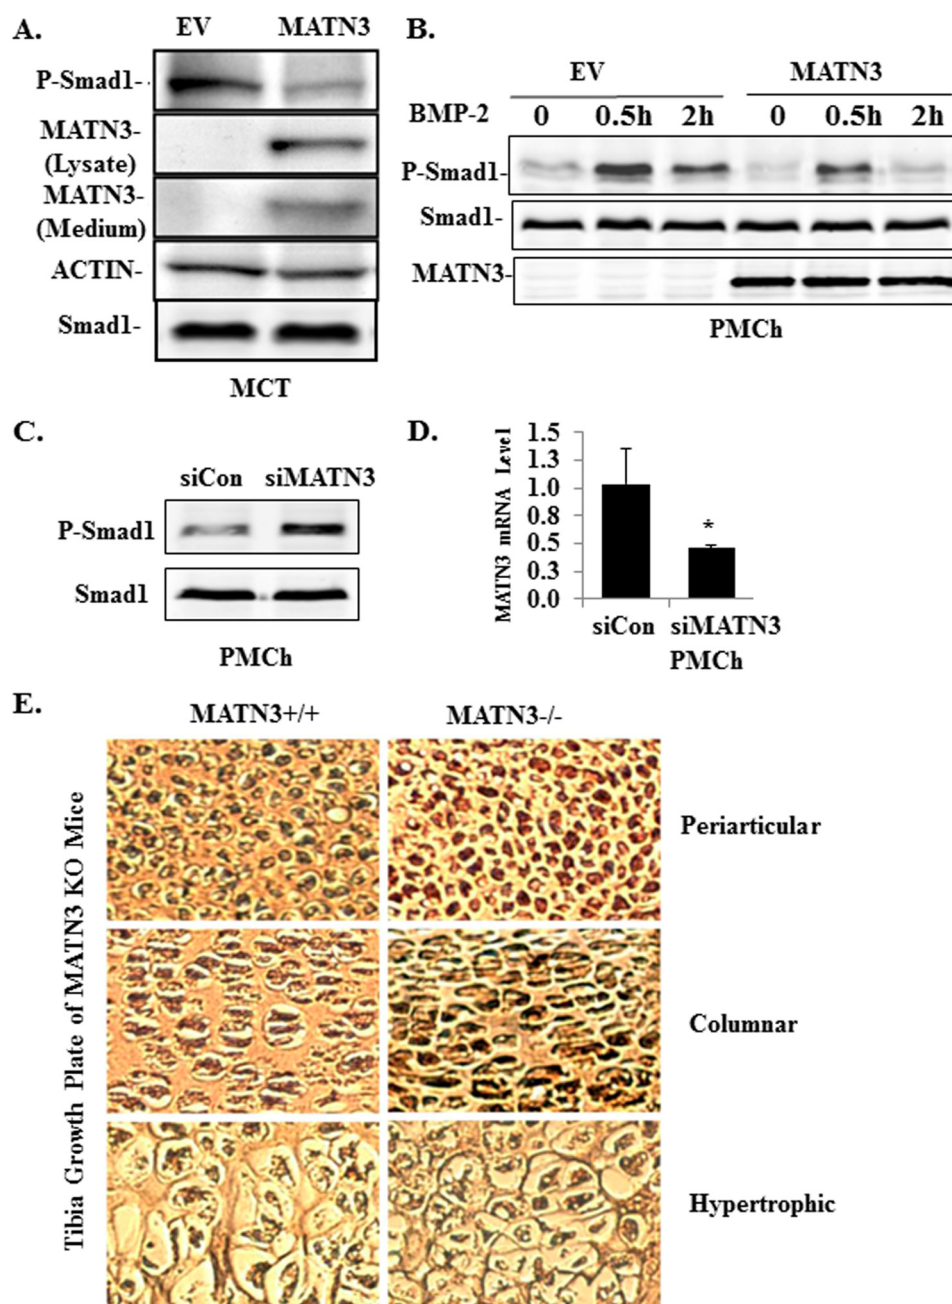 A.
EV MATN3
P-Smad1-
MATN3-
(Lysate)
MATN3-
(Medium)
ACTIN-
Smad1-
MCT
B.
EV MATN3
BMP-2 0 0.5h 2h 0 0.5h 2h
P-Smad1-
Smad1-
MATN3-
PMCh
C.
siCon siMATN3
P-Smad1
Smad1
PMCh
D.
MATN3 mRNA Level
1.5
1.3
1.0
0.8
0.5
0.3
0.0
*
siCon siMATN3
PMCh
E.
MATN3+/+ MATN3-/-
Tibia Growth Plate of MATN3 KO Mice
Periarticular
Columnar
Hypertrophic